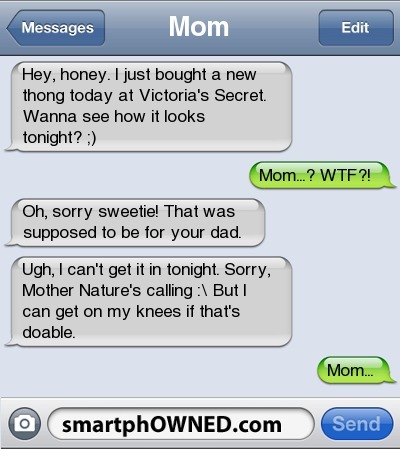 Messages
Mom
Edit
Hey, honey. I just bought a new
thong today at Victoria's Secret.
Wanna see how it looks
tonight? ;)
Mom...? WTF?!
Oh, sorry sweetie! That was
supposed to be for your dad.
Ugh, I can't get it in tonight. Sorry,
Mother Nature's calling :\ But I
can get on my knees if that's
doable.
Mom...
smartphOWNED.com
Send